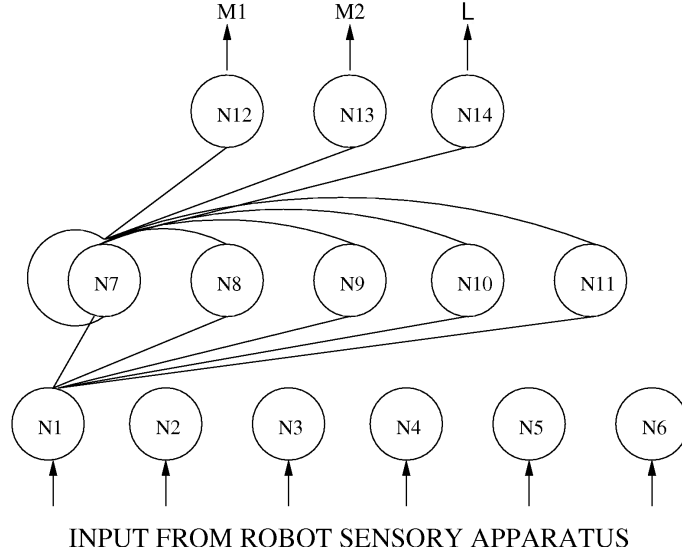 M1 M2 L
N12 N13 N14
N7 N8 N9 N10 N11
N1 N2 N3 N4 N5 N6
INPUT FROM ROBOT SENSORY APPARATUS